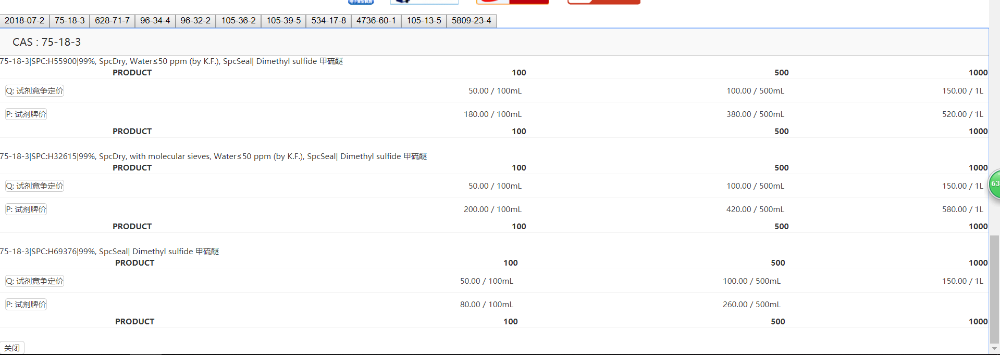 电子营业执照
2018-07-2 75-18-3 628-71-7 96-34-4 96-32-2 105-36-2 105-39-5 534-17-8 4736-60-1 105-13-5 5809-23-4
CAS : 75-18-3
75-18-3|SPC:H55900|99%, SpcDry, Water≤50 ppm (by K.F.), SpcSeal| Dimethyl sulfide 甲硫醚
PRODUCT 100 500 1000
Q: 试剂竞争定价 50.00 / 100mL 100.00 / 500mL 150.00 / 1L
P: 试剂牌价 180.00 / 100mL 380.00 / 500mL 520.00 / 1L
PRODUCT 100 500 1000
75-18-3|SPC:H32615|99%, SpcDry, with molecular sieves, Water≤50 ppm (by K.F.), SpcSeal| Dimethyl sulfide 甲硫醚
PRODUCT 100 500 1000
Q: 试剂竞争定价 50.00 / 100mL 100.00 / 500mL 150.00 / 1L
P: 试剂牌价 200.00 / 100mL 420.00 / 500mL 580.00 / 1L
PRODUCT 100 500 1000
63
75-18-3|SPC:H69376|99%, SpcSeal| Dimethyl sulfide 甲硫醚
PRODUCT 100 500 1000
Q: 试剂竞争定价 50.00 / 100mL 100.00 / 500mL 150.00 / 1L
P: 试剂牌价 80.00 / 100mL 260.00 / 500mL
PRODUCT 100 500 1000
关闭